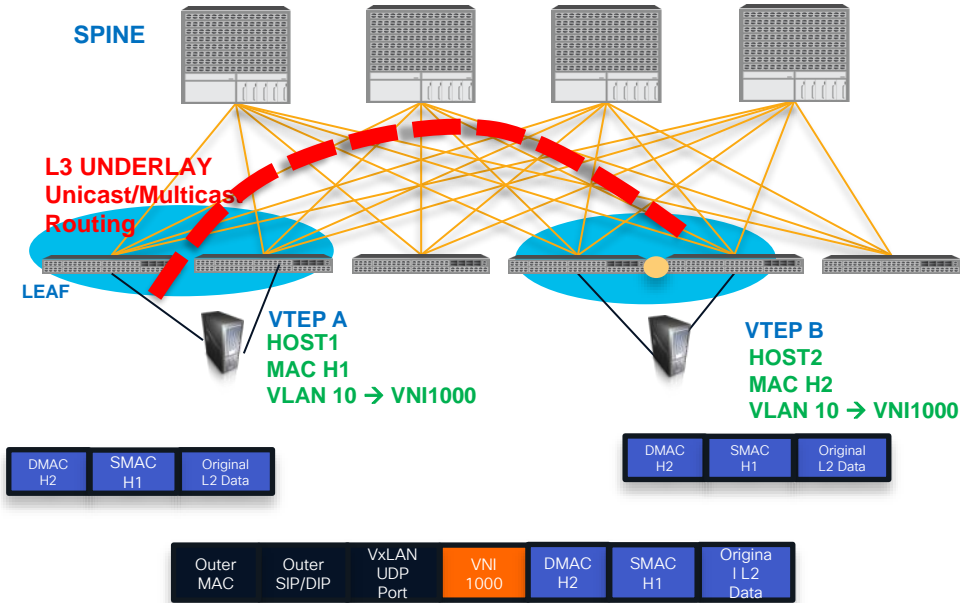 SPINE
L3 UNDERLAY
Unicast/Multicas
Routing
LEAF
VTEP A
HOST1
MAC H1
VLAN 10 → VNI1000
VTEP B
HOST2
MAC H2
VLAN 10 → VNI1000
DMAC
H2
SMAC
H1
Original
L2 Data
DMAC
H2
SMAC
H1
Original
L2 Data
Outer
MAC
Outer
SIP/DIP
VxLAN
UDP
Port
VNI
1000
DMAC
H2
SMAC
H1
Origina
l L2
Data